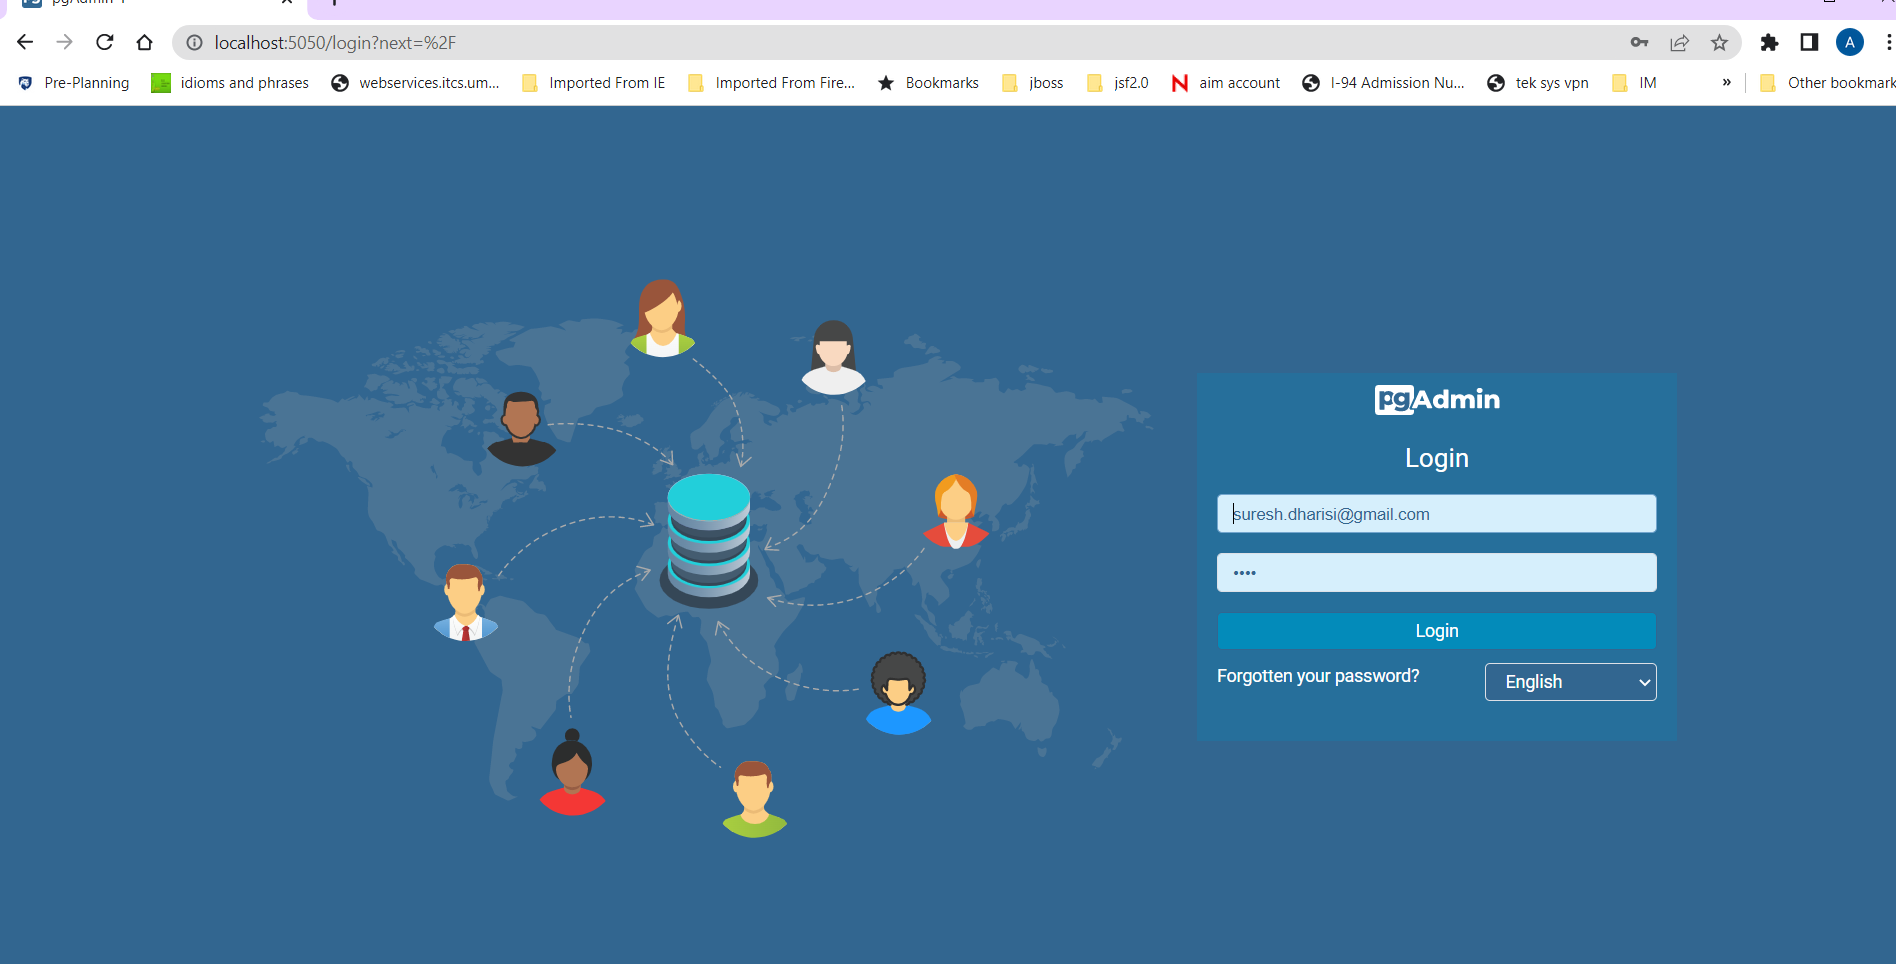 pgAdmin 4
localhost:5050/login?next=%2F
A
Pre-Planning idioms and phrases webservices.itcs.um... Imported From IE Imported From Fire... Bookmarks jboss jsf2.0 aim account I-94 Admission Nu... tek sys vpn IM » Other bookmark
pgAdmin
Login
suresh.dharisi@gmail.com
••••
Login
Forgotten your password? English